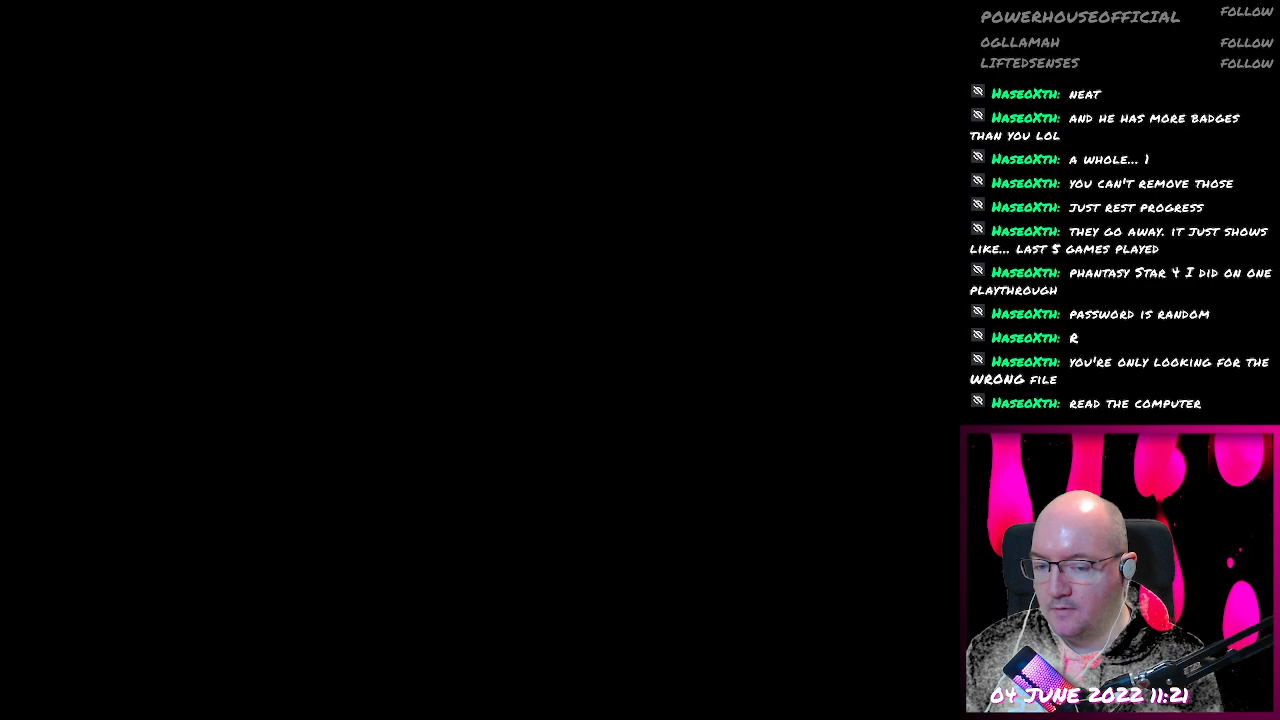 POWERHOUSEOFFICIAL FOLLOW
OGLLAMAH FOLLOW
LIFTEDSENSES FOLLOW
HaseoXth: neat
HaseoXth: and he has more badges
than you lol
HaseoXth: a whole... 1
HaseoXth: you can't remove those
HaseoXth: just rest progress
HaseoXth: they go away. it just shows
like... last 5 games played
HaseoXth: phantasy Star 4 I did on one
playthrough
HaseoXth: password is random
HaseoXth: R
HaseoXth: you're only looking for the
WRONG file
HaseoXth: read the computer
04 JUNE 2022 11:21